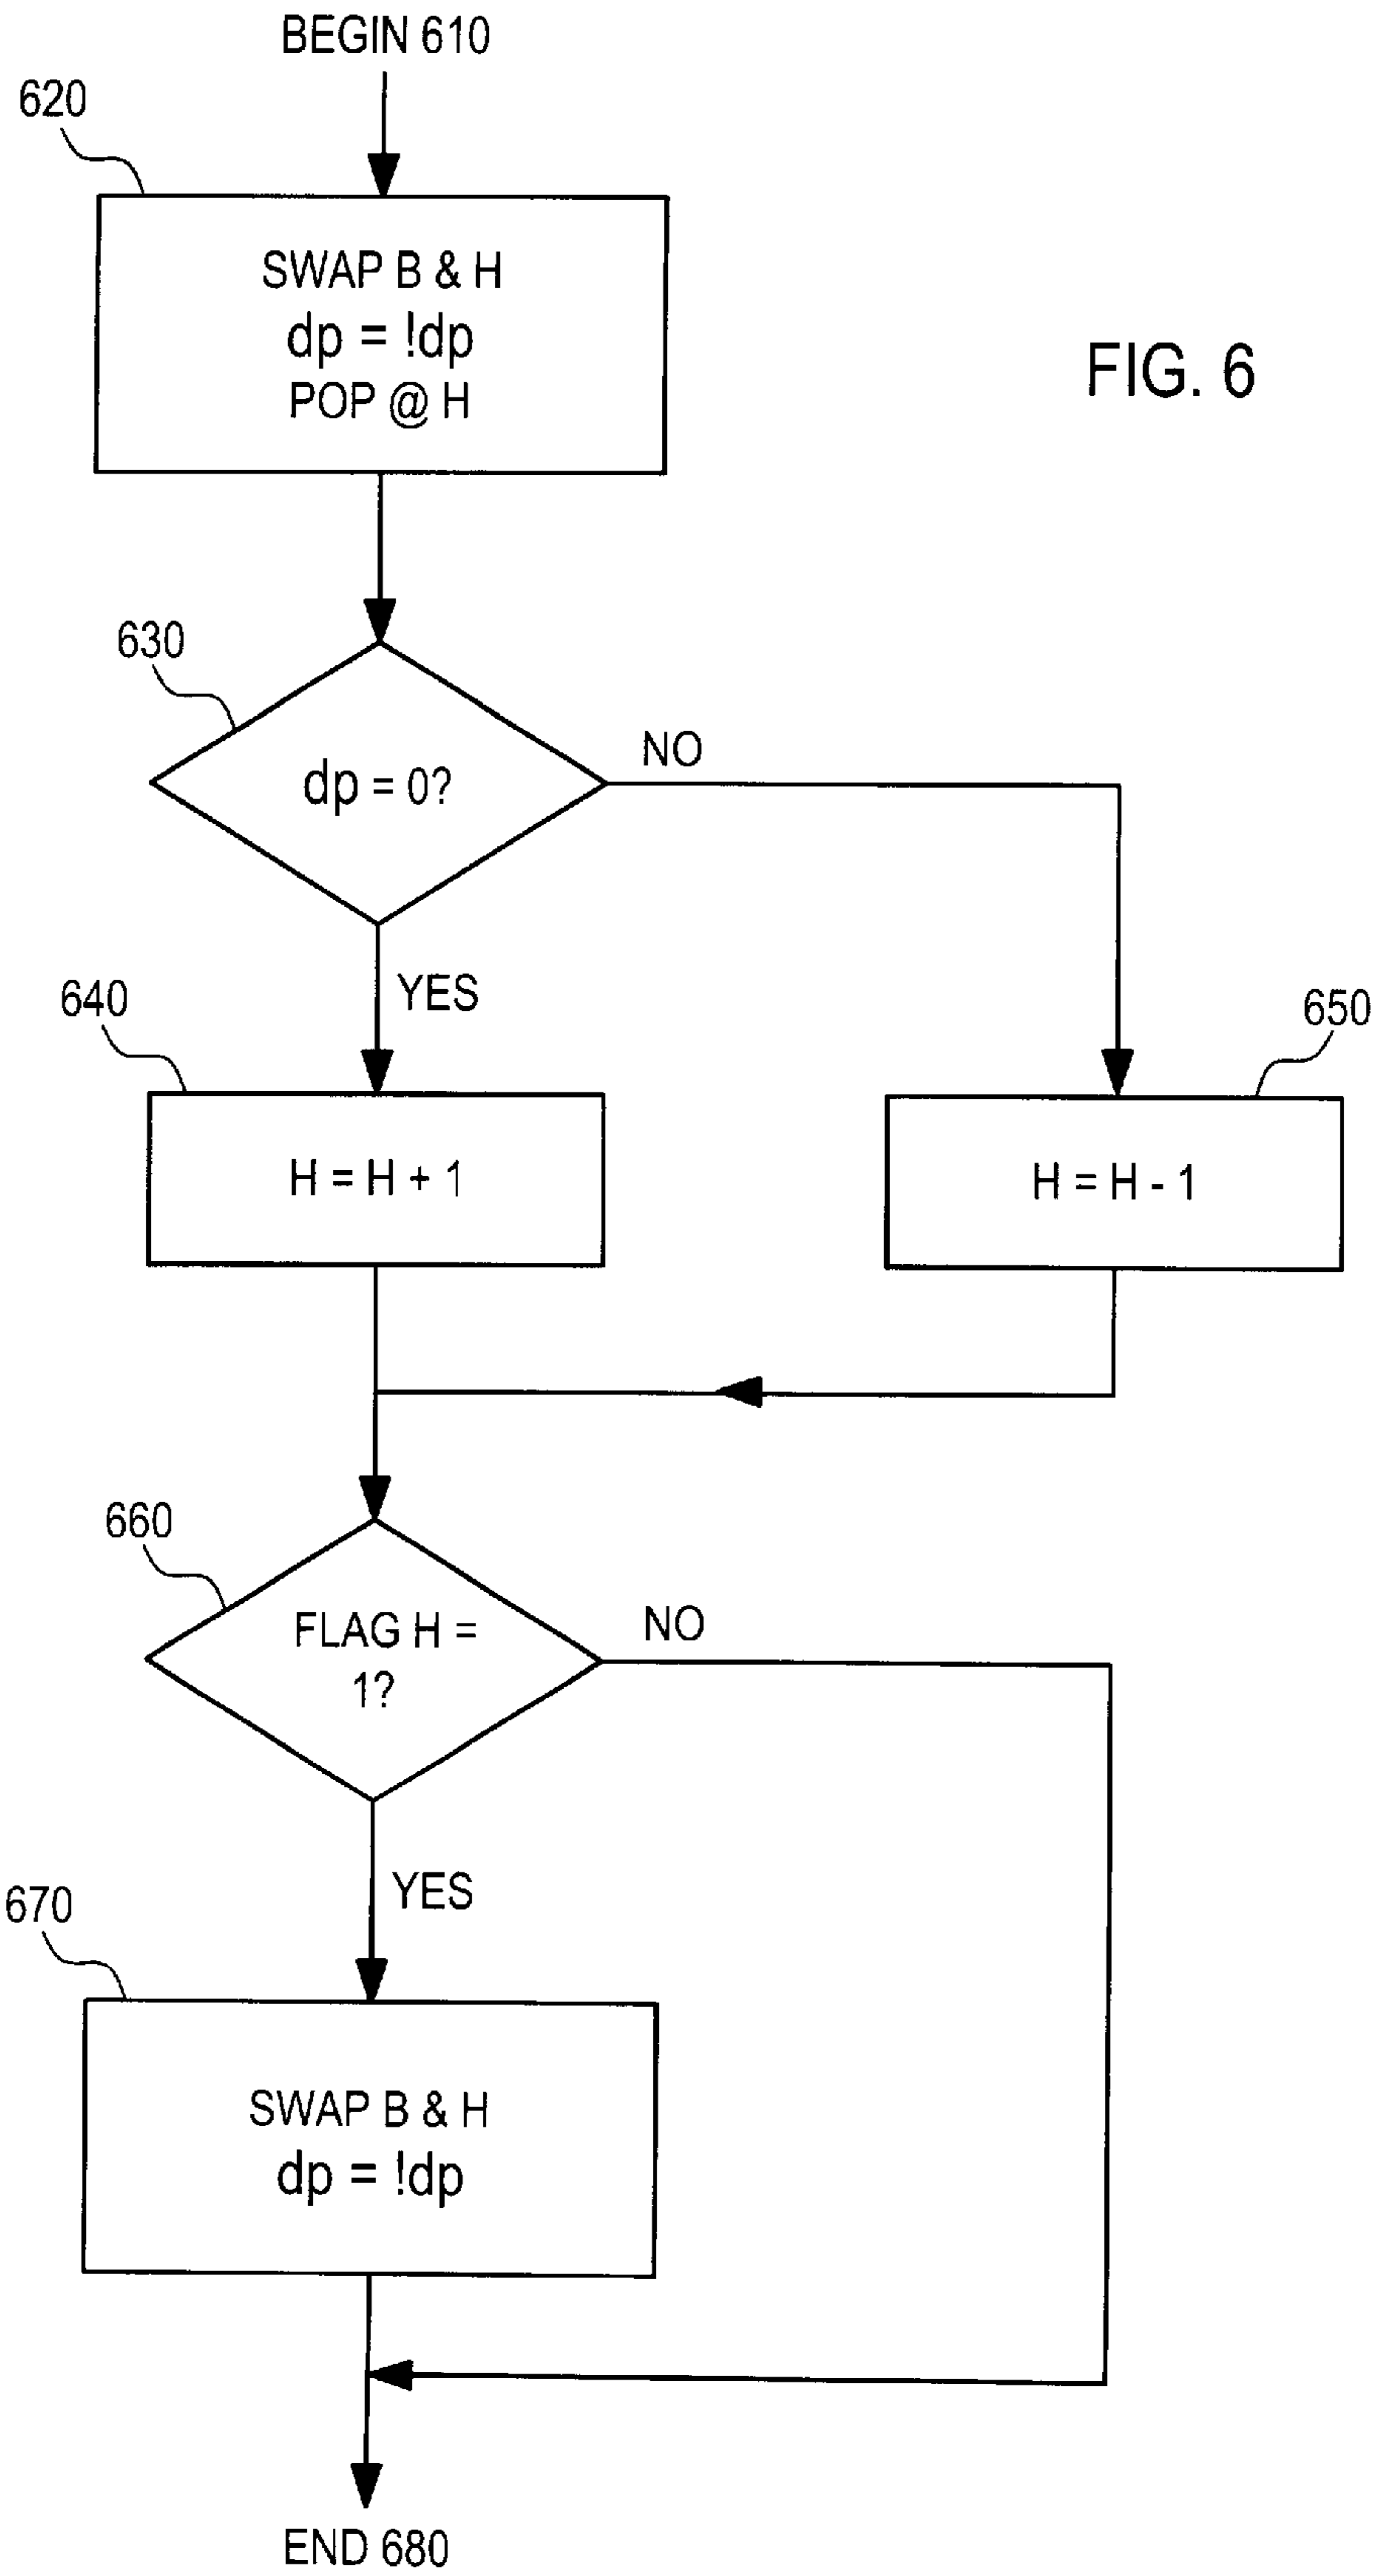 BEGIN 610
620
SWAP B & H
dp = !dp
POP @ H
FIG. 6
630
dp = 0?
NO
YES
640
H = H + 1
650
H = H - 1
660
FLAG H =
1?
NO
YES
670
SWAP B & H
dp = !dp
END 680